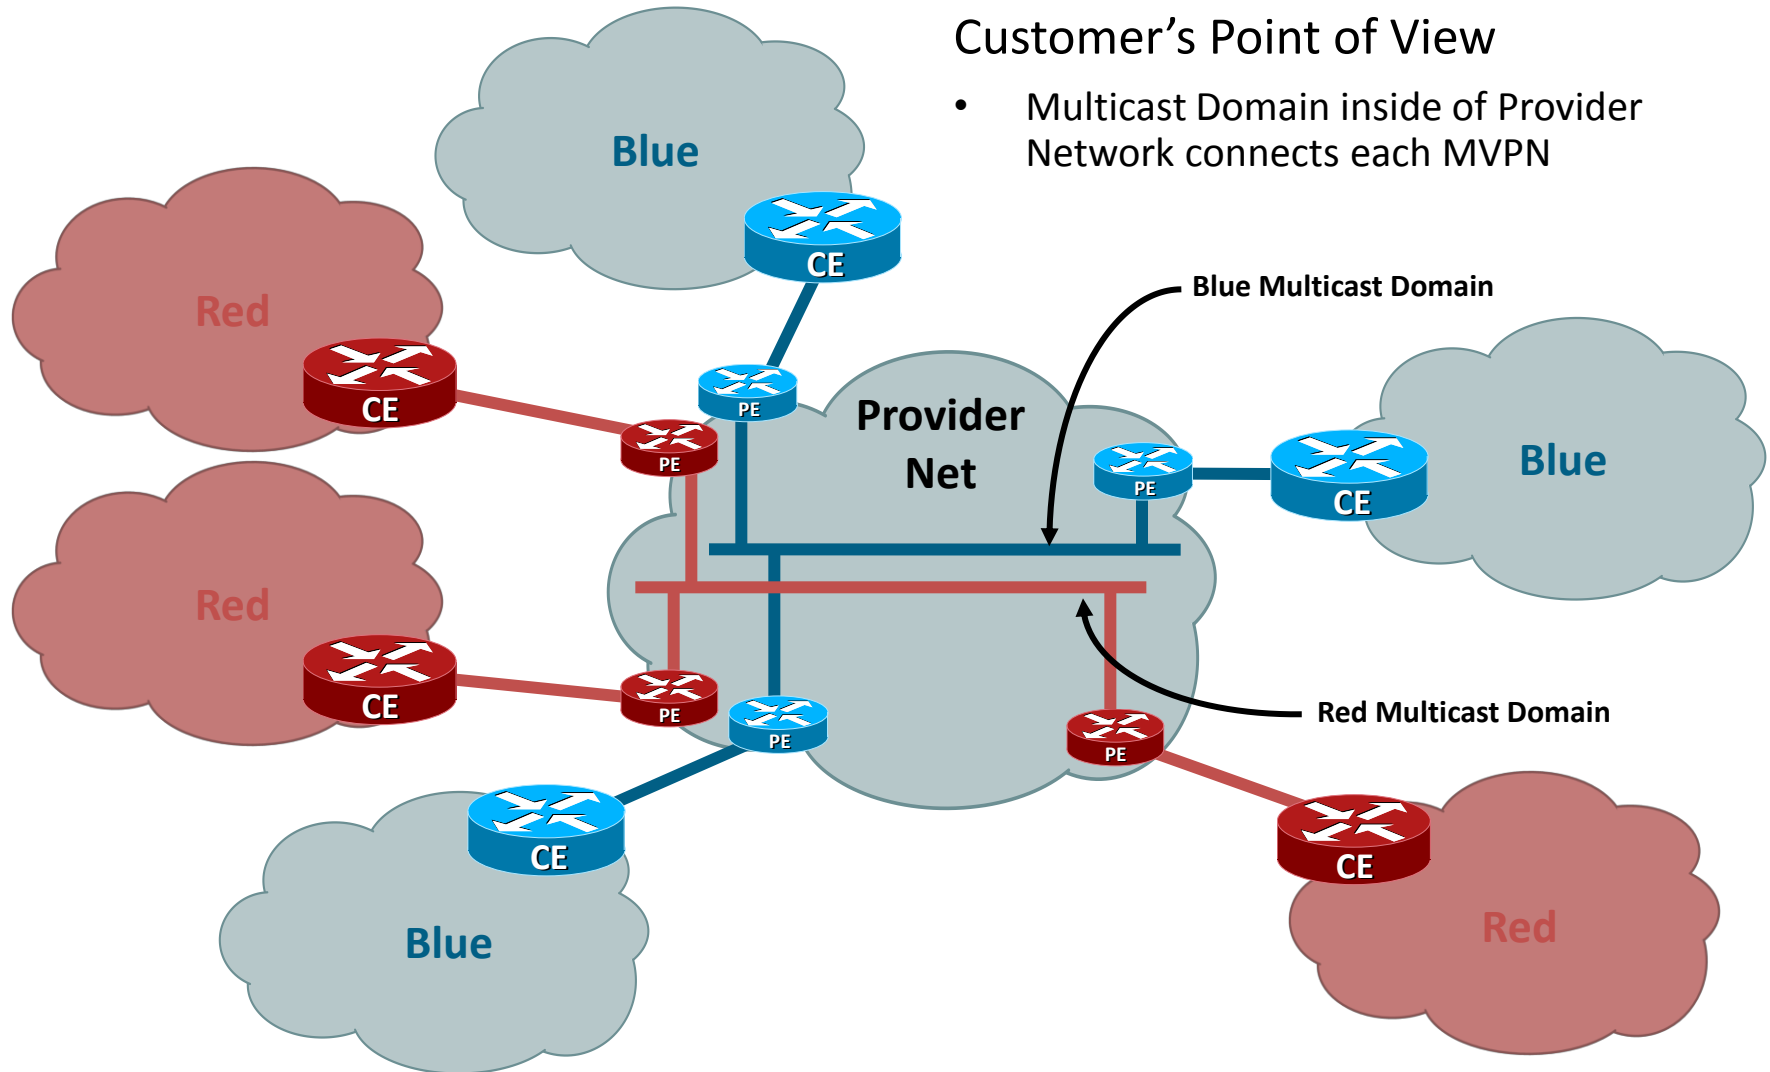 Customer’s Point of View
• Multicast Domain inside of Provider
Network connects each MVPN
Blue
CE
Blue Multicast Domain
Red
CE
PE
Provider
Net
PE
PE
CE
Blue
Red
CE
PE
PE
Red Multicast Domain
PE
CE
Blue
CE
Red